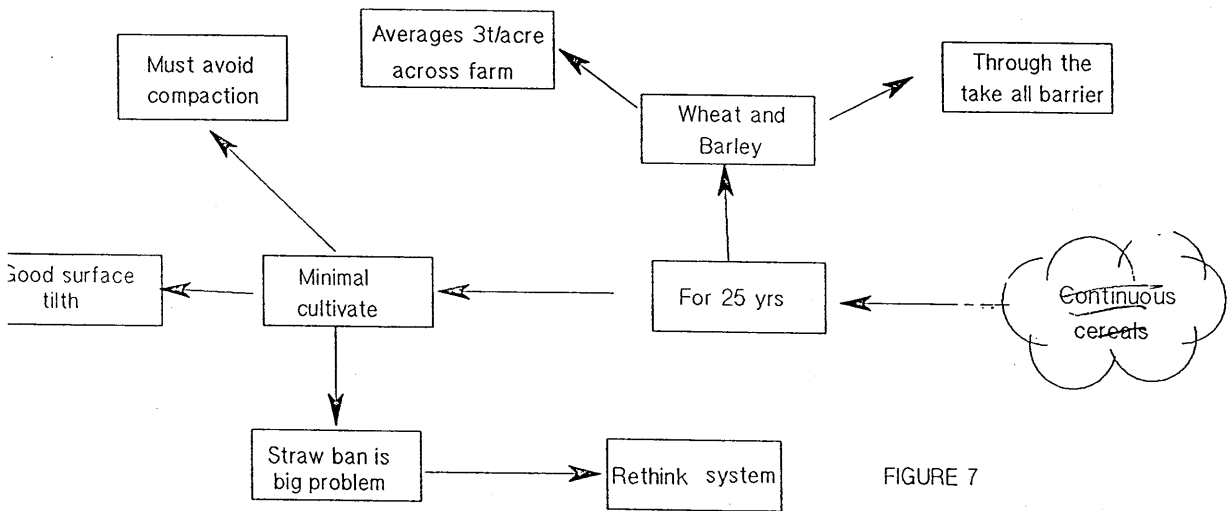 Averages 3t/acre
across farm
Must avoid
compaction
Through the
take all barrier
Wheat and
Barley
Good surface
tilth
Minimal
cultivate
For 25 yrs
Continuous
cereals
Straw ban is
big problem
Rethink system
FIGURE 7